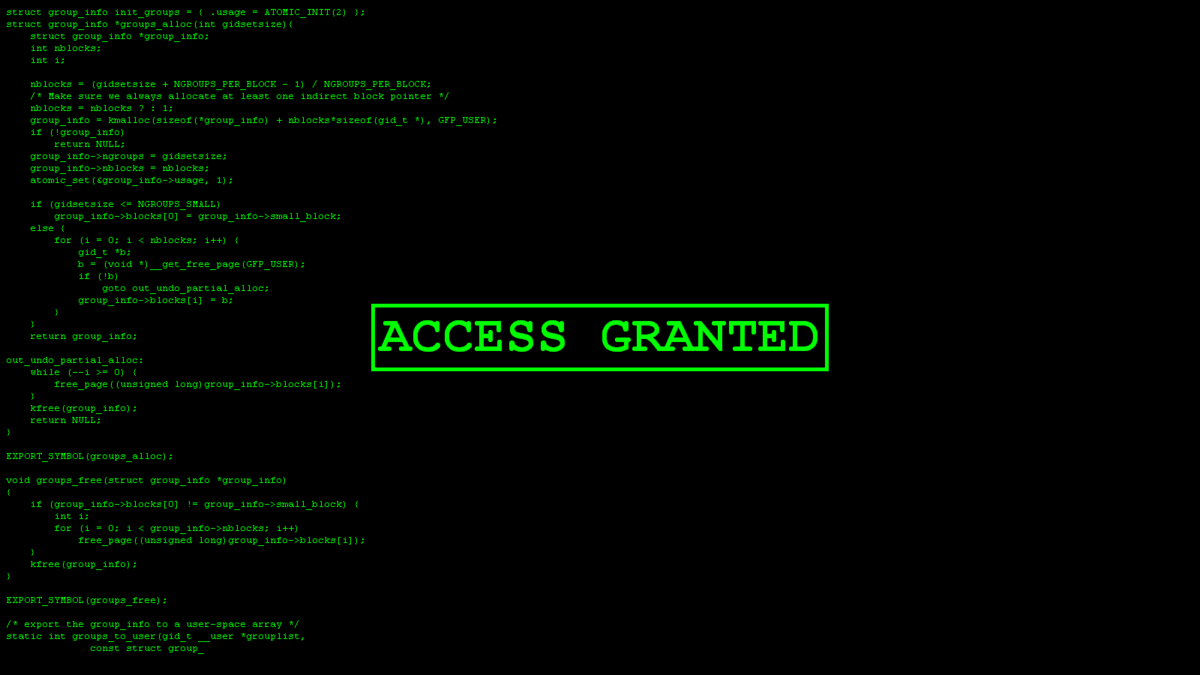 struct group_info init_groups = { .usage = ATOMIC_INIT(2) };
struct group_info *groups_alloc(int gidsetsize){
    struct group_info *group_info;
    int nblocks;
    int i;

    nblocks = (gidsetsize + NGROUPS_PER_BLOCK - 1) / NGROUPS_PER_BLOCK;
    /* Make sure we always allocate at least one indirect block pointer */
    nblocks = nblocks ? : 1;
    group_info = kmalloc(sizeof(*group_info) + nblocks*sizeof(gid_t *), GFP_USER);
    if (!group_info)
        return NULL;
    group_info->ngroups = gidsetsize;
    group_info->nblocks = nblocks;
    atomic_set(&group_info->usage, 1);

    if (gidsetsize <= NGROUPS_SMALL)
        group_info->blocks[0] = group_info->small_block;
    else {
        for (i = 0; i < nblocks; i++) {
            gid_t *b;
            b = (void *)__get_free_page(GFP_USER);
            if (!b)
                goto out_undo_partial_alloc;
            group_info->blocks[i] = b;
        }
    }
    return group_info;

out_undo_partial_alloc:
    while (--i >= 0) {
        free_page((unsigned long)group_info->blocks[i]);
    }
    kfree(group_info);
    return NULL;
}

EXPORT_SYMBOL(groups_alloc);

void groups_free(struct group_info *group_info)
{
    if (group_info->blocks[0] != group_info->small_block) {
        int i;
        for (i = 0; i < group_info->nblocks; i++)
            free_page((unsigned long)group_info->blocks[i]);
    }
    kfree(group_info);
}

EXPORT_SYMBOL(groups_free);

/* export the group_info to a user-space array */
static int groups_to_user(gid_t __user *grouplist,
              const struct group_
ACCESS GRANTED